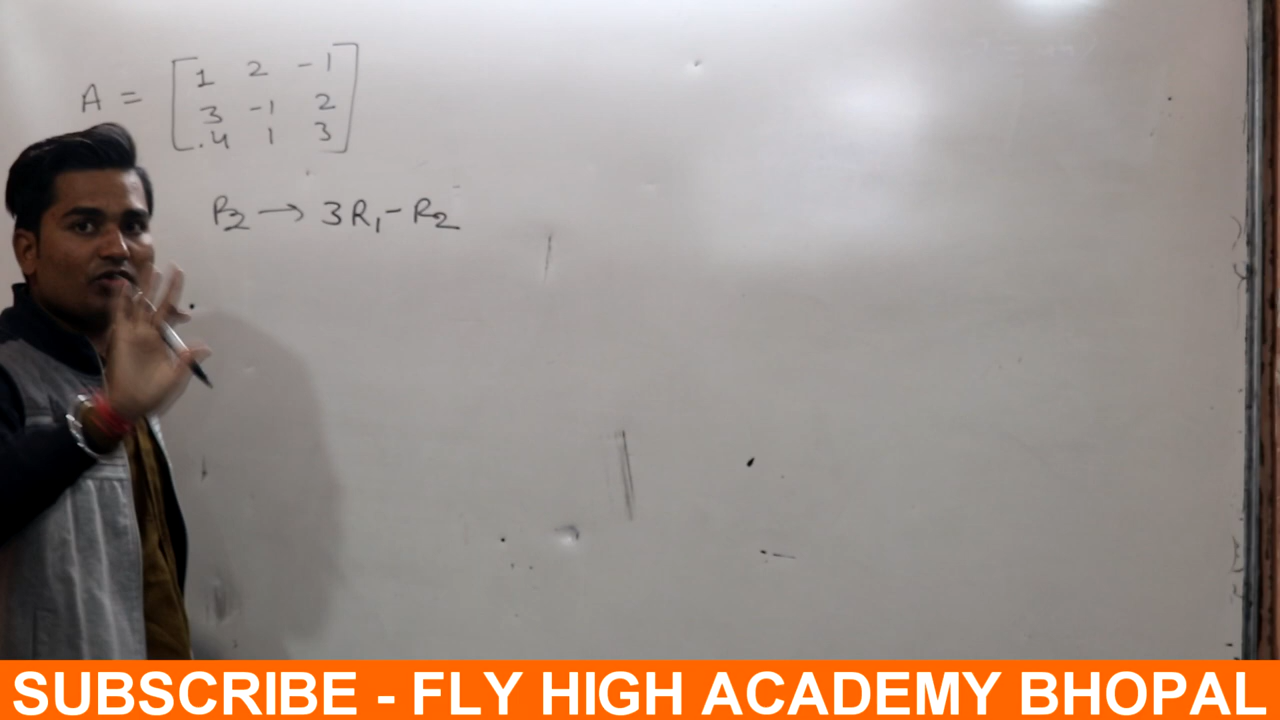 A = [1 2 -1
3 -1 2
.4 1 3]
R2 → 3R1 - R2
SUBSCRIBE - FLY HIGH ACADEMY BHOPAL